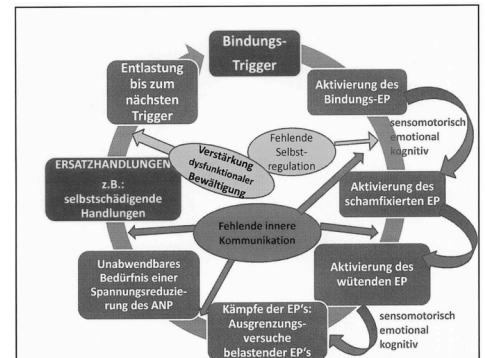 Bindungs-
Trigger
Aktivierung des
Bindungs-EP
sensomotorisch
emotional
kognitiv
Aktivierung des
schamfixierten EP
Aktivierung des
wütenden EP
sensomotorisch
emotional
kognitiv
Kämpfe der EP's:
Ausgrenzungs-
versuche
belastender EP's
Unabwendbares
Bedürfnis einer
Spannungsreduzie-
rung des ANP
ERSATZHANDLUNGEN
z.B.:
selbstschädigende
Handlungen
Entlastung
bis zum
nächsten
Trigger
Fehlende
Selbst-
regulation
Verstärkung
dysfunktionaler
Bewältigung
Fehlende innere
Kommunikation